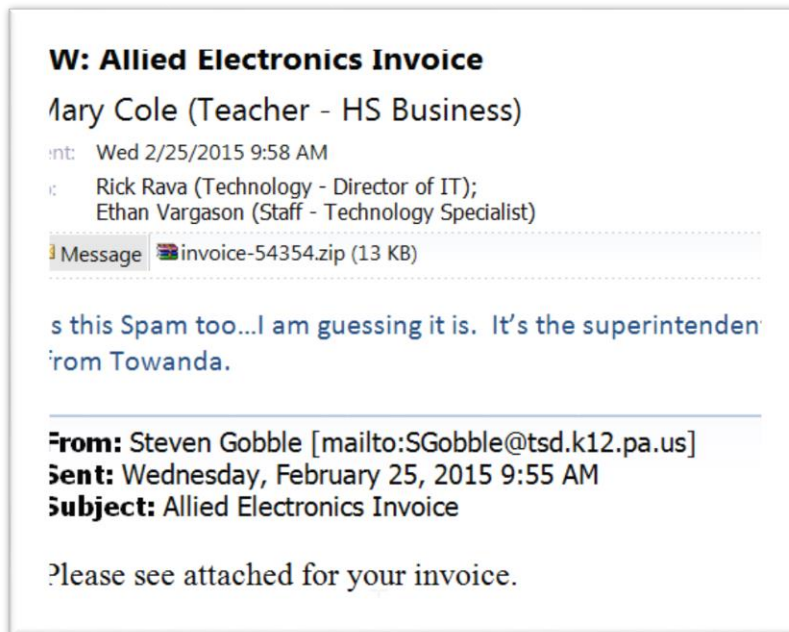 W: Allied Electronics Invoice
Mary Cole (Teacher - HS Business)
ent: Wed 2/25/2015 9:58 AM
Rick Rava (Technology - Director of IT);
Ethan Vargason (Staff - Technology Specialist)
Message invoice-54354.zip (13 KB)
s this Spam too...I am guessing it is. It's the superintenden
from Towanda.
From: Steven Gobble [mailto:SGobble@tsd.k12.pa.us]
Sent: Wednesday, February 25, 2015 9:55 AM
Subject: Allied Electronics Invoice
Please see attached for your invoice.